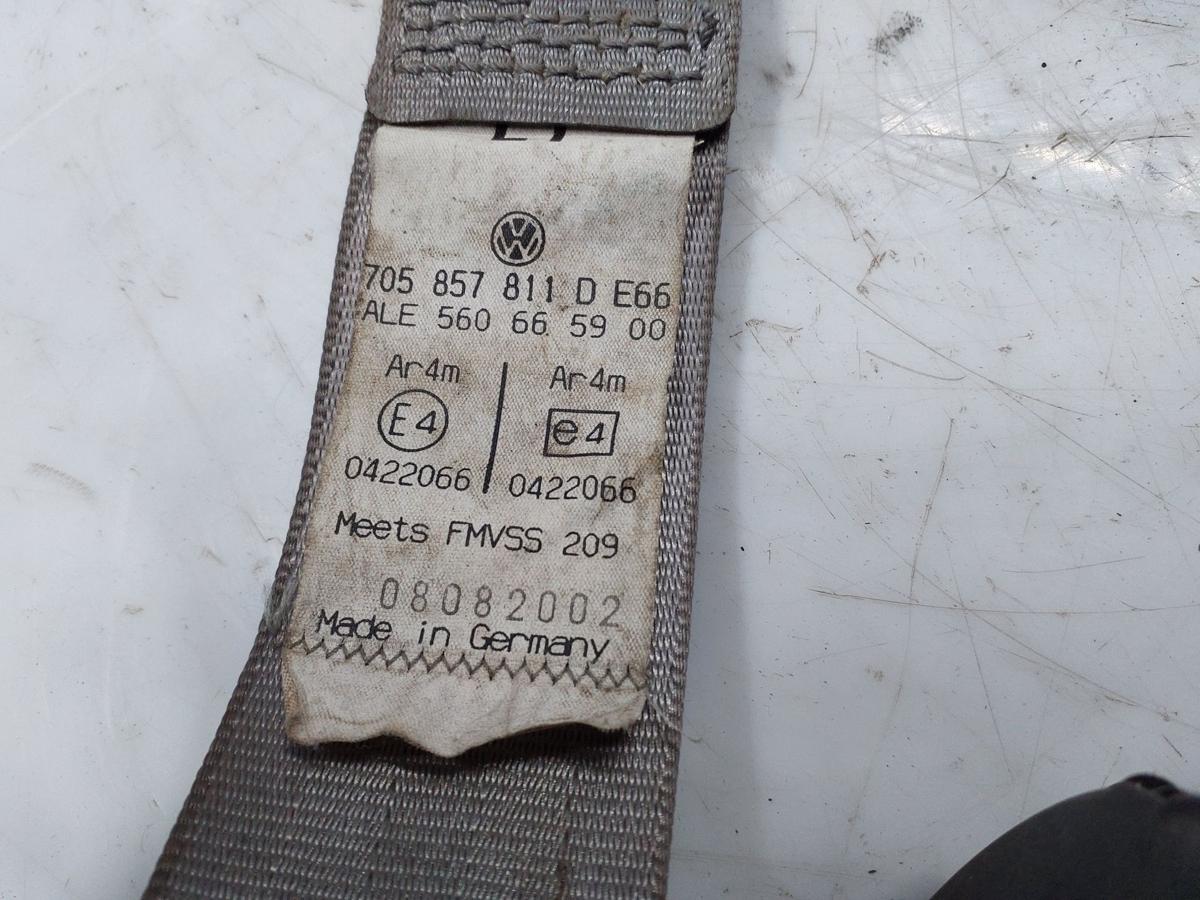 705 857 811 D E66
ALE 560 66 59 00
Ar4m Ar4m
E4 e4
0422066 0422066
Meets FMVSS 209
08082002
Made in Germany